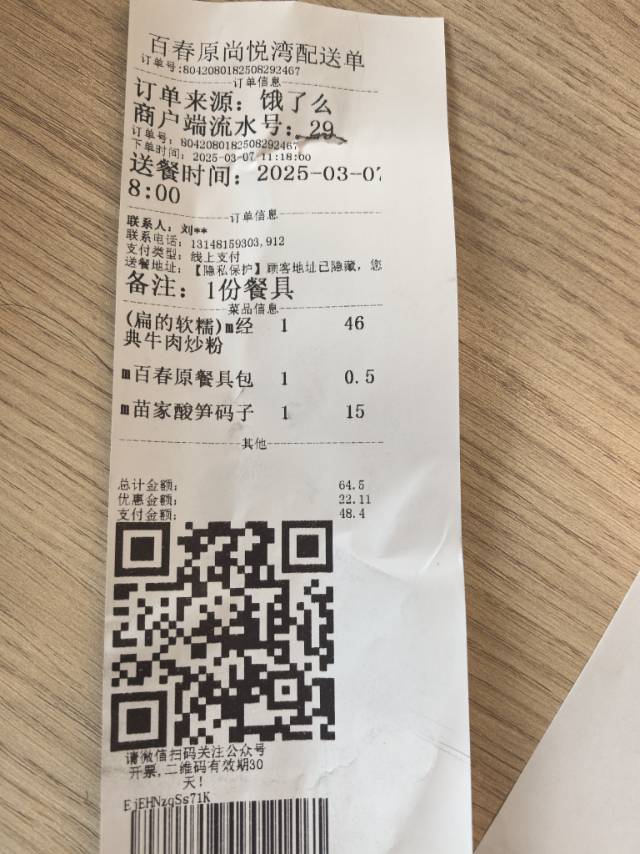 百春原尚悦湾配送单
订单号:8042080182508292467
订单信息
订单来源：饿了么
商户端流水号：29
订单号：8042080182508292467
下单时间：2025-03-07 11:18:00
送餐时间：2025-03-07
8:00
订单信息
联系人：刘**
联系电话：13148159303,912
支付类型：线上支付
送餐地址：【隐私保护】顾客地址已隐藏，您
备注：1份餐具
菜品信息
(扁的软糯)m经 1 46
典牛肉炒粉
m百春原餐具包 1 0.5
m苗家酸笋码子 1 15
其他
总计金额： 64.5
优惠金额： 22.11
支付金额： 48.4
请微信扫码关注公众号
开票,二维码有效期30
天！
EjEHNzqSs71K